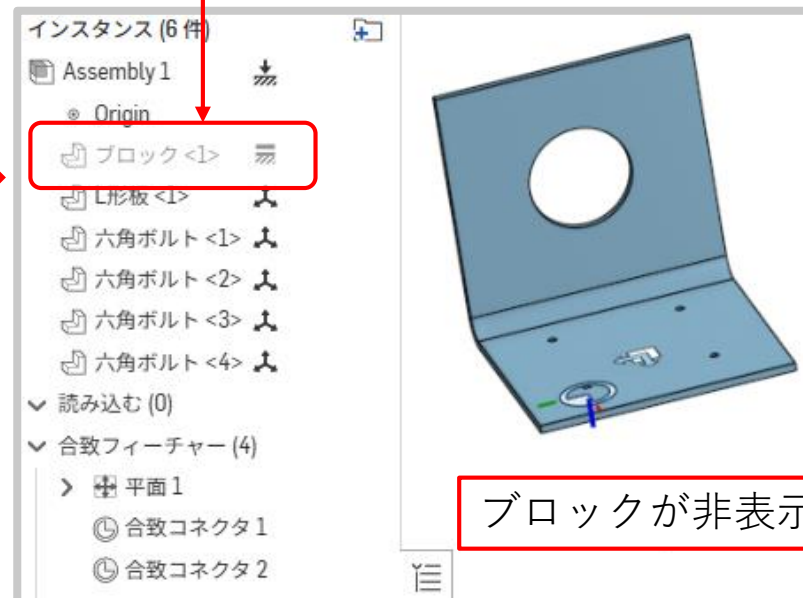 インスタンス (6 件)
Assembly 1
Origin
ブロック <1>
L形板 <1>
六角ボルト <1>
六角ボルト <2>
六角ボルト <3>
六角ボルト <4>
読み込む (0)
合致フィーチャー (4)
平面 1
合致コネクタ 1
合致コネクタ 2
ブロックが非表示